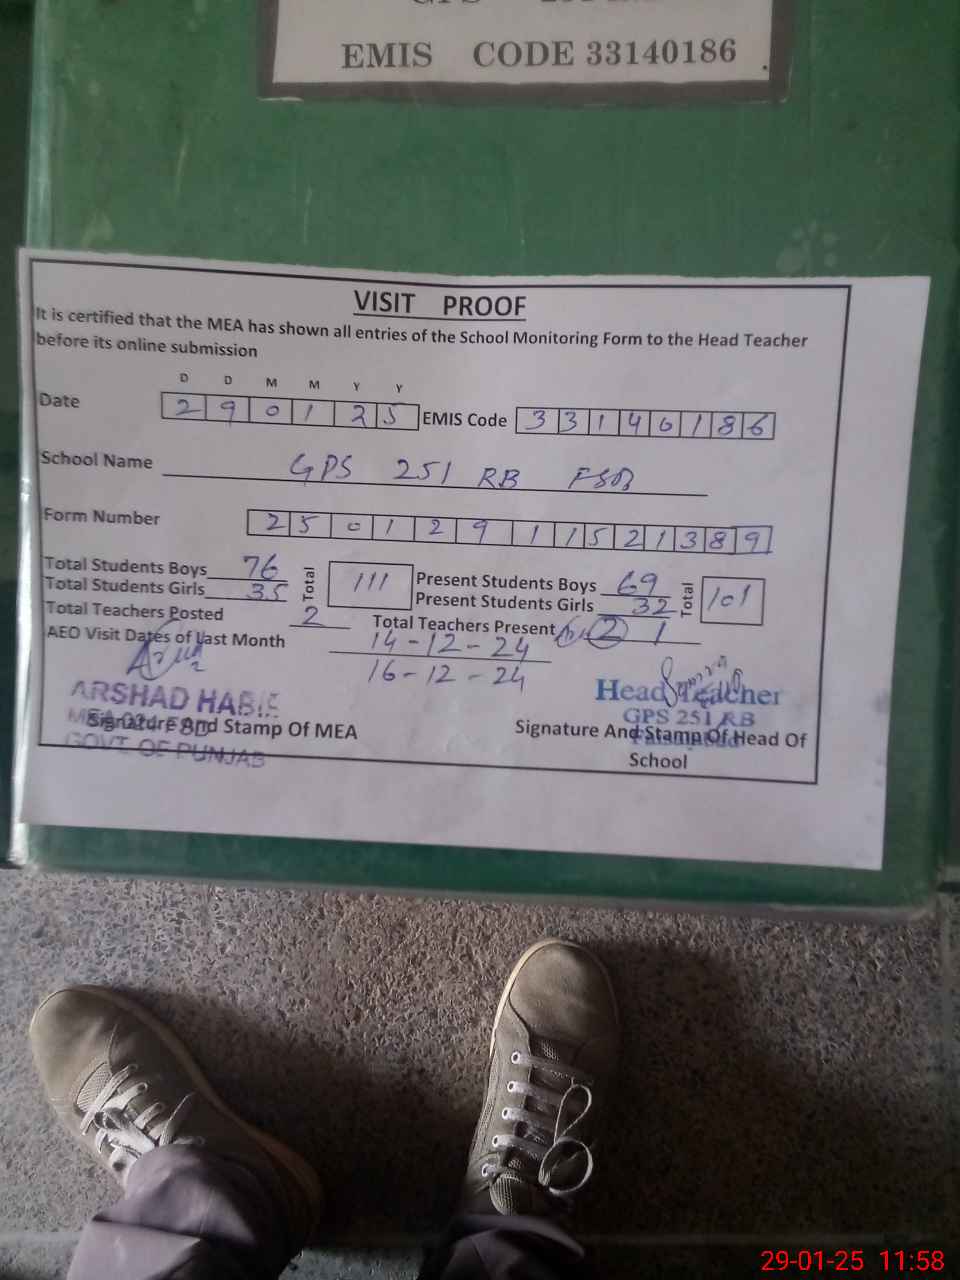 EMIS CODE 33140186
VISIT PROOF
It is certified that the MEA has shown all entries of the School Monitoring Form to the Head Teacher
before its online submission
D D M M Y Y
Date 2 9 0 1 2 5 EMIS Code 3 3 1 4 0 1 8 6
School Name GPS 251 RB FSD
Form Number 2 5 0 1 2 9 1 1 5 2 1 3 8 9
Total Students Boys 76 Total 111 Present Students Boys 69 Total 101
Total Students Girls 35 Present Students Girls 32
Total Teachers Posted 2 Total Teachers Present 2 1
AEO Visit Dates of Last Month 14-12-24
16-12-24
ARSHAD HABIB
Head Teacher
GPS 251 RB
Faisalabad
Signature And Stamp Of MEA
Signature And Stamp Of Head Of
School
GOVT. OF PUNJAB
29-01-25 11:58